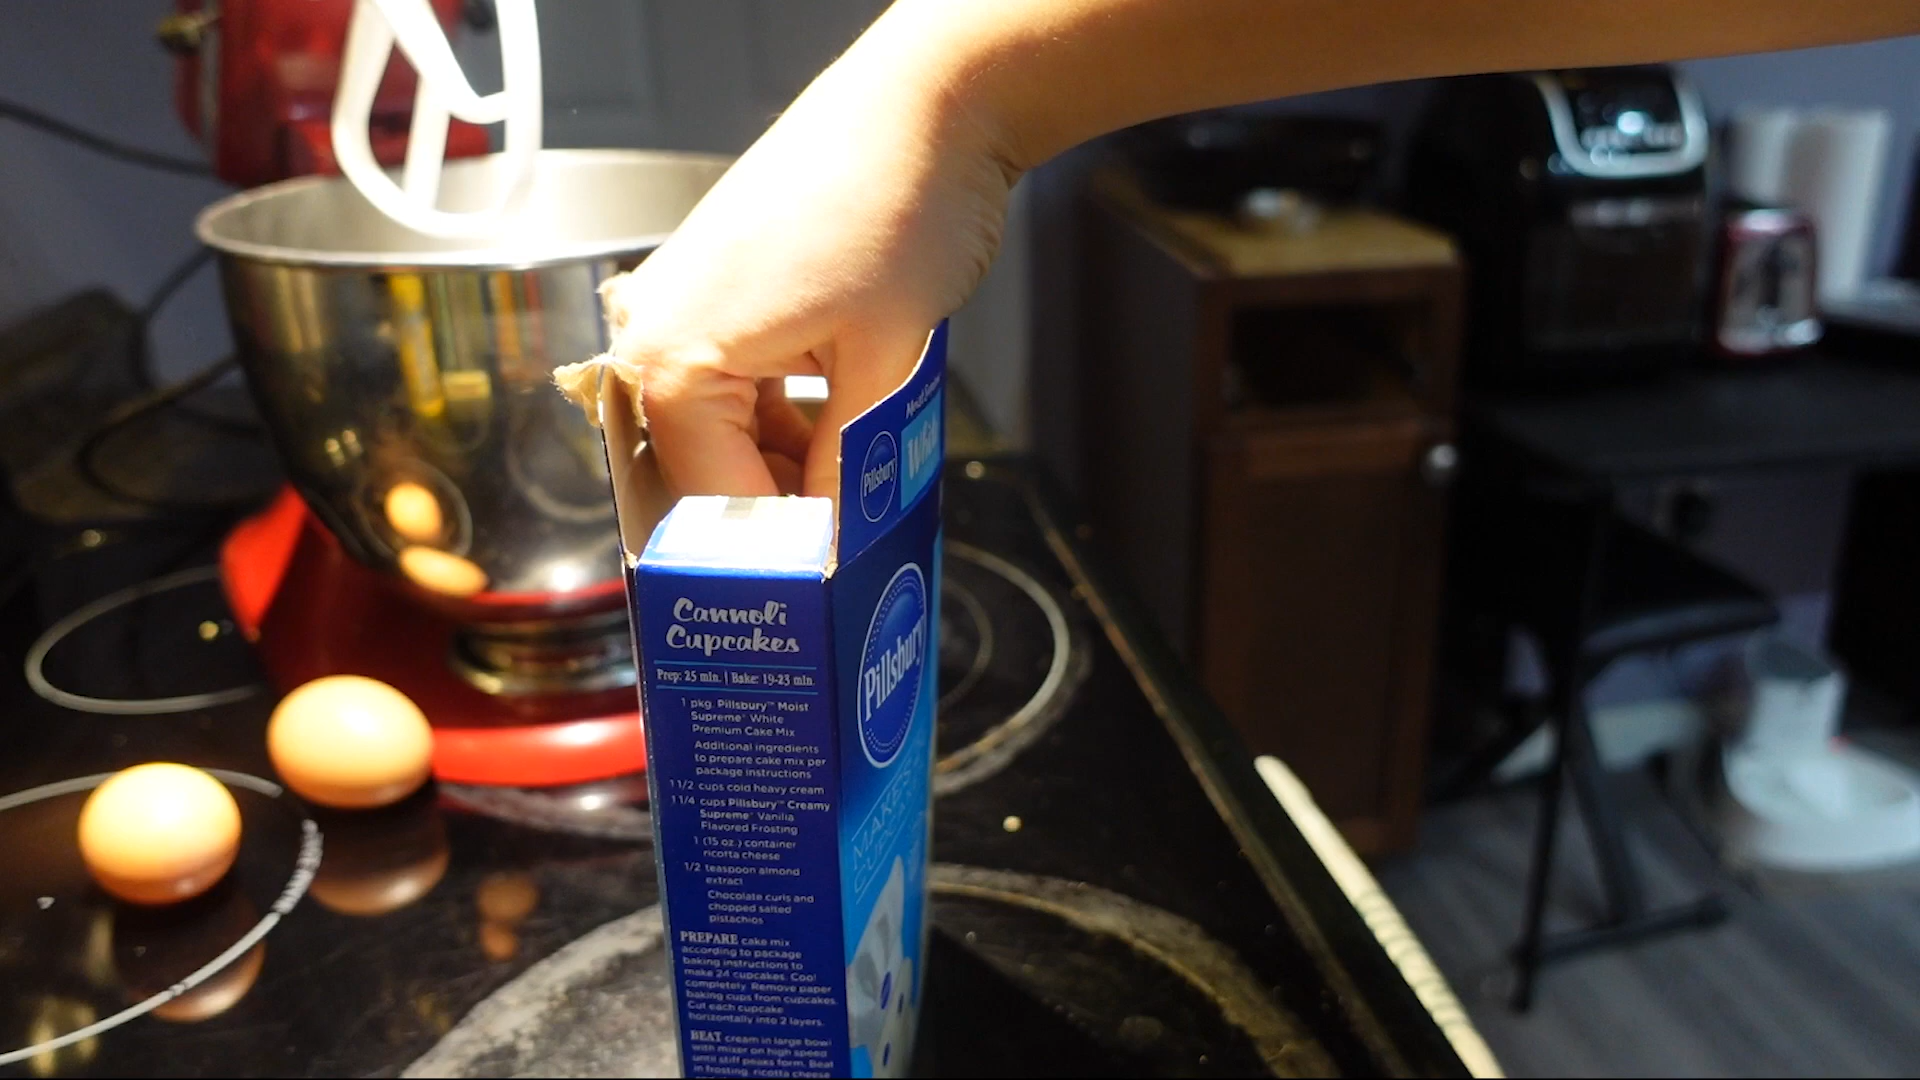 Cannoli
Cupcakes
Prep: 25 min. | Bake: 19-23 min.
1 pkg. Pillsbury™ Moist
Supreme® White
Premium Cake Mix
Additional ingredients
to prepare cake mix per
package instructions
1 1/2 cups cold heavy cream
1 1/4 cups Pillsbury™ Creamy
Supreme® Vanilla
Flavored Frosting
1 (15 oz.) container
ricotta cheese
1/2 teaspoon almond
extract
Chocolate curls and
chopped salted
pistachios
PREPARE cake mix
according to package
baking instructions to
make 24 cupcakes. Cool
completely. Remove paper
baking cups from cupcakes.
Cut each cupcake
horizontally into 2 layers.
BEAT cream in large bowl
with mixer on high speed
until stiff peaks form. Beat
in frosting, ricotta cheese
Moist Supreme
Pillsbury
White
Pillsbury
MAKES